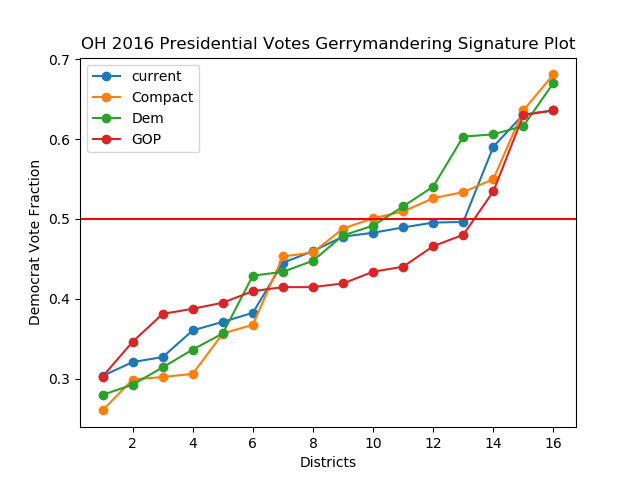 OH 2016 Presidential Votes Gerrymandering Signature Plot
current
Compact
Dem
GOP
0.7
0.6
0.5
0.4
0.3
Democrat Vote Fraction
2 4 6 8 10 12 14 16
Districts